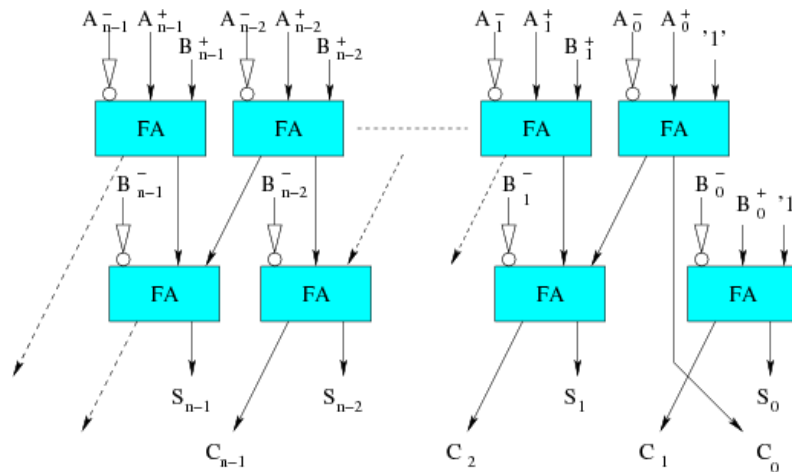 A⁻ₙ₋₁ A⁺ₙ₋₁ A⁻ₙ₋₂ A⁺ₙ₋₂ A⁻₁ A⁺₁ A⁻₀ A⁺₀
B⁺ₙ₋₁ B⁺ₙ₋₂ B⁺₁ '1'
FA FA FA FA
B⁻ₙ₋₁ B⁻ₙ₋₂ B⁻₁ B⁻₀
B⁺₀ '1
FA FA FA FA
Sₙ₋₁ Sₙ₋₂ S₁ S₀
Cₙ₋₁ C₂ C₁ C₀